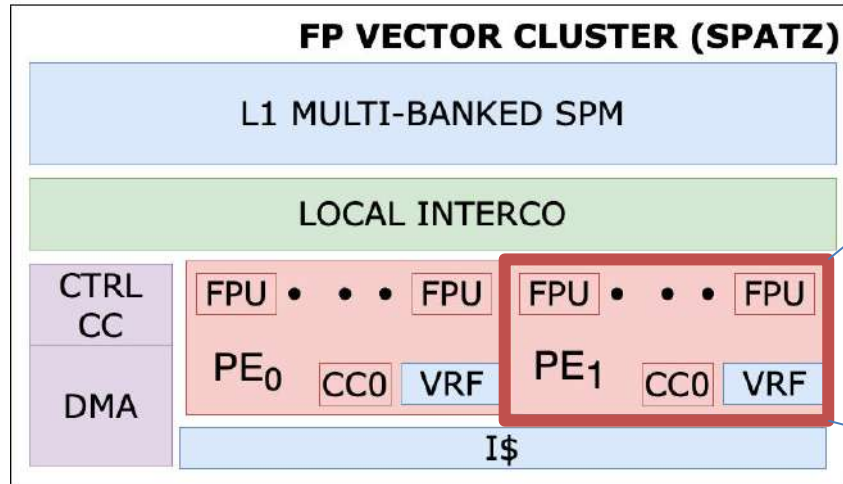 FP VECTOR CLUSTER (SPATZ)
L1 MULTI-BANKED SPM
LOCAL INTERCO
CTRL
CC
DMA
FPU • • • FPU
PE0
CC0
VRF
FPU • • • FPU
PE1
CC0
VRF
I$